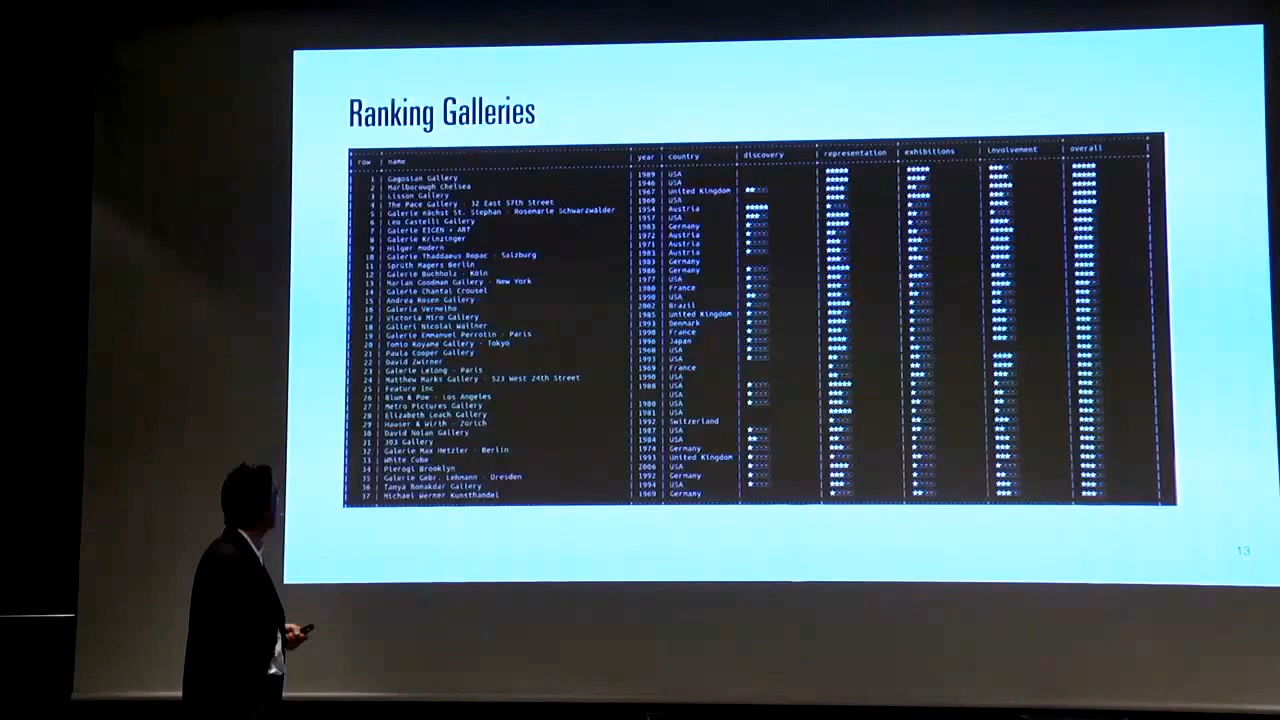 Ranking Galleries
row | name | year | country | discovery | representation | exhibitions | involvement | overall
1 | Gagosian Gallery | 1989 | USA
2 | Marlborough Chelsea | 1946 | USA
3 | Lisson Gallery | 1967 | United Kingdom
4 | The Pace Gallery - 32 East 57th Street | 1960 | USA
5 | Galerie nächst St. Stephan - Rosemarie Schwarzwälder | 1954 | Austria
6 | Leo Castelli Gallery | 1957 | USA
7 | Galerie EIGEN + ART | 1983 | Germany
8 | Galerie Krinzinger | 1972 | Austria
9 | Hilger modern | 1971 | Austria
10 | Galerie Thaddaeus Ropac - Salzburg | 1983 | Austria
11 | Sprüth Magers Berlin | 1983 | Germany
12 | Galerie Buchholz - Köln | 1986 | Germany
13 | Marian Goodman Gallery - New York | 1977 | USA
14 | Galerie Chantal Crousel | 1980 | France
15 | Andrea Rosen Gallery | 1990 | USA
16 | Galeria Vermelho | 2002 | Brazil
17 | Victoria Miro Gallery | 1985 | United Kingdom
18 | Galleri Nicolai Wallner | 1993 | Denmark
19 | Galerie Emmanuel Perrotin - Paris | 1990 | France
20 | Tomio Koyama Gallery - Tokyo | 1996 | Japan
21 | Paula Cooper Gallery | 1968 | USA
22 | David Zwirner | 1993 | USA
23 | Galerie Lelong - Paris | 1969 | France
24 | Matthew Marks Gallery - 523 West 24th Street | 1990 | USA
25 | Feature Inc | 1988 | USA
26 | Blum & Poe - Los Angeles | | USA
27 | Metro Pictures Gallery | 1980 | USA
28 | Elizabeth Leach Gallery | 1981 | USA
29 | Hauser & Wirth - Zürich | 1992 | Switzerland
30 | David Nolan Gallery | 1987 | USA
31 | 303 Gallery | 1984 | USA
32 | Galerie Max Hetzler - Berlin | 1974 | Germany
33 | White Cube | 1993 | United Kingdom
34 | Pierogi Brooklyn | 2006 | USA
35 | Galerie Gebr. Lehmann - Dresden | 1992 | Germany
36 | Tanya Bonakdar Gallery | 1994 | USA
37 | Michael Werner Kunsthandel | 1969 | Germany
13